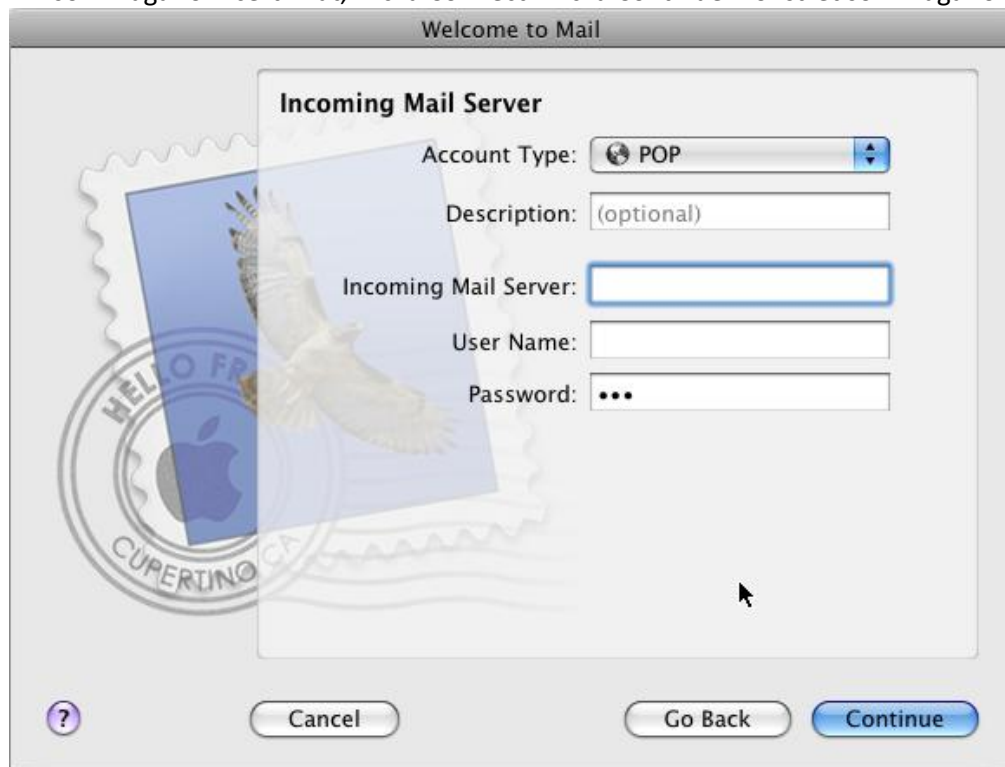 Welcome to Mail
Incoming Mail Server
Account Type: POP
Description: (optional)
Incoming Mail Server:
User Name:
Password: •••
HELLO FR
CUPERTINO CA
? Cancel Go Back Continue